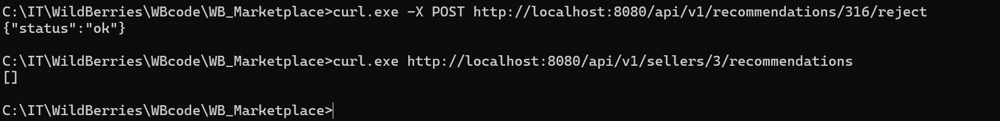 C:\IT\WildBerries\WBcode\WB_Marketplace>curl.exe -X POST http://localhost:8080/api/v1/recommendations/316/reject
{"status":"ok"}
C:\IT\WildBerries\WBcode\WB_Marketplace>curl.exe http://localhost:8080/api/v1/sellers/3/recommendations
[]
C:\IT\WildBerries\WBcode\WB_Marketplace>